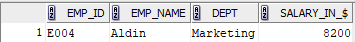 EMP_ID EMP_NAME DEPT SALARY_IN_$
1 E004 Aldin Marketing 8200